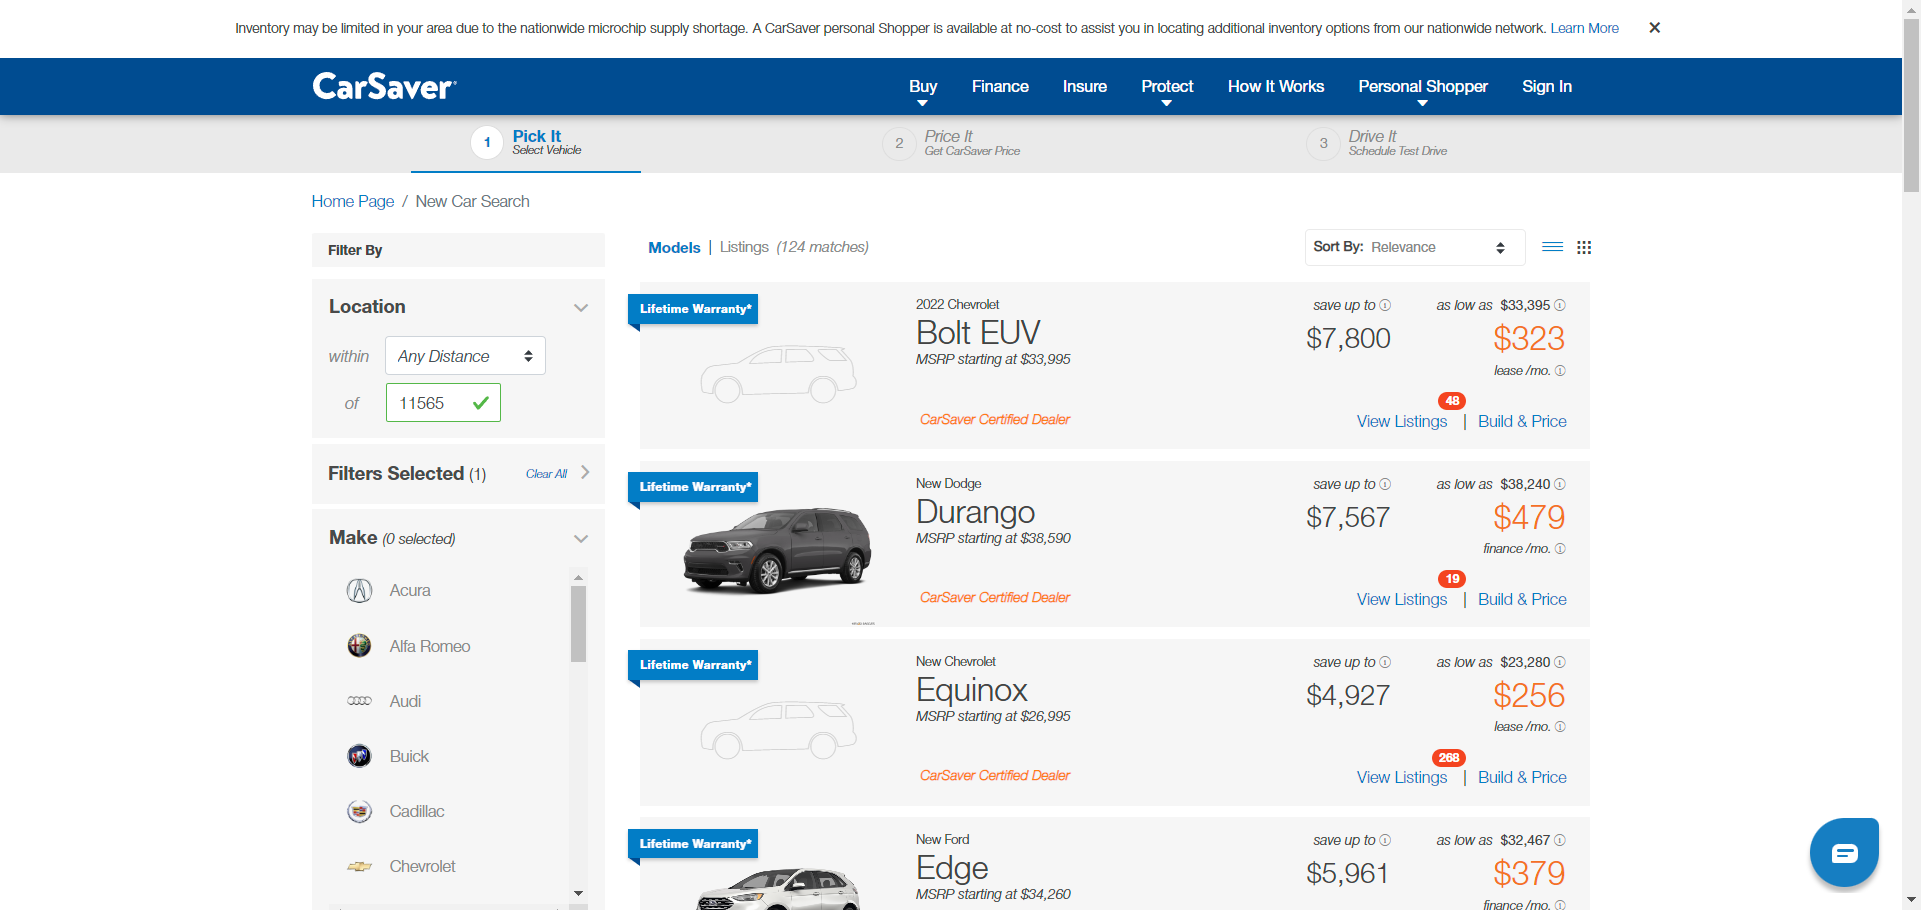 Inventory may be limited in your area due to the nationwide microchip supply shortage. A CarSaver personal Shopper is available at no-cost to assist you in locating additional inventory options from our nationwide network. Learn More
CarSaver
Buy Finance Insure Protect How It Works Personal Shopper Sign In
1 Pick It
Select Vehicle
2 Price It
Get CarSaver Price
3 Drive It
Schedule Test Drive
Home Page / New Car Search
Filter By
Location
within Any Distance
of 11565
Filters Selected (1) Clear All
Make (0 selected)
Acura
Alfa Romeo
Audi
Buick
Cadillac
Chevrolet
Models | Listings (124 matches)
Sort By: Relevance
Lifetime Warranty*
2022 Chevrolet
Bolt EUV
MSRP starting at $33,995
CarSaver Certified Dealer
save up to
$7,800
as low as $33,395
$323
lease /mo.
48
View Listings | Build & Price
Lifetime Warranty*
New Dodge
Durango
MSRP starting at $38,590
CarSaver Certified Dealer
save up to
$7,567
as low as $38,240
$479
finance /mo.
19
View Listings | Build & Price
Lifetime Warranty*
New Chevrolet
Equinox
MSRP starting at $26,995
CarSaver Certified Dealer
save up to
$4,927
as low as $23,280
$256
lease /mo.
268
View Listings | Build & Price
Lifetime Warranty*
New Ford
Edge
MSRP starting at $34,260
save up to
$5,961
as low as $32,467
$379
finance /mo.